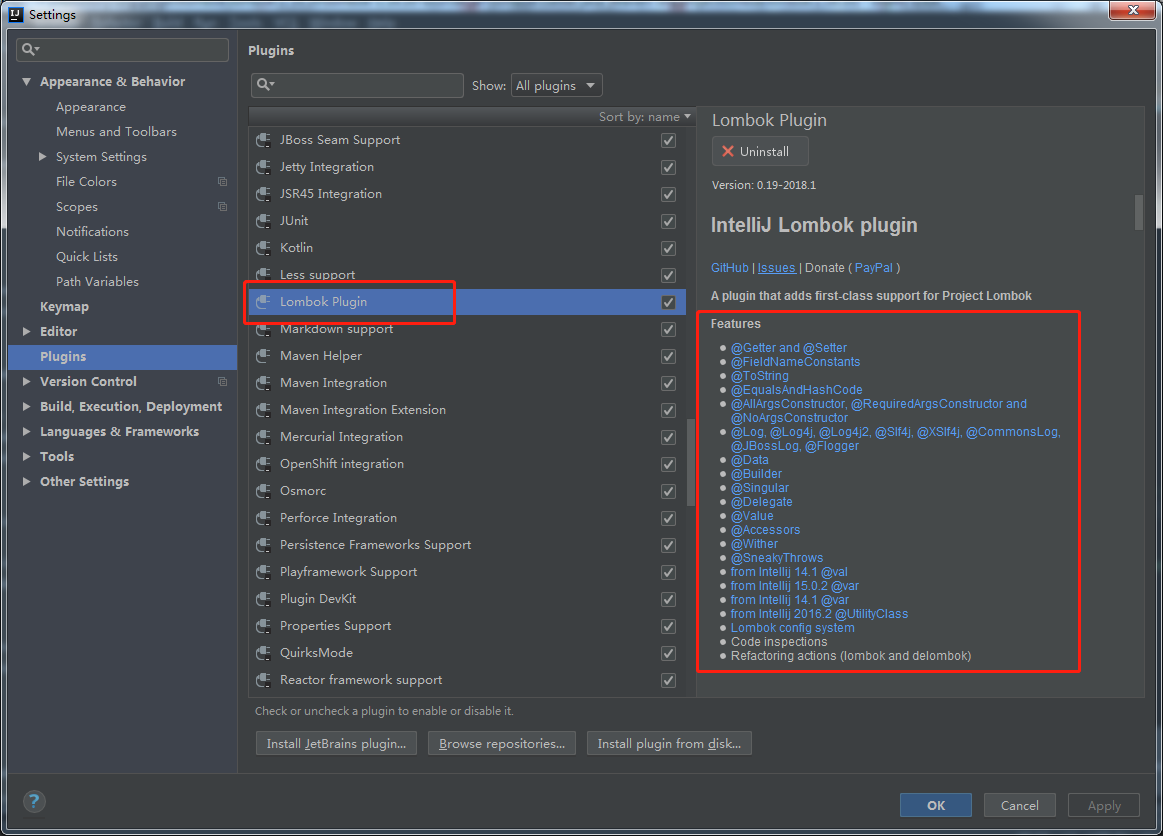 Settings
Appearance & Behavior
Appearance
Menus and Toolbars
System Settings
File Colors
Scopes
Notifications
Quick Lists
Path Variables
Keymap
Editor
Plugins
Version Control
Build, Execution, Deployment
Languages & Frameworks
Tools
Other Settings
Plugins
Show: All plugins
Sort by: name
JBoss Seam Support
Jetty Integration
JSR45 Integration
JUnit
Kotlin
Less support
Lombok Plugin
Markdown support
Maven Helper
Maven Integration
Maven Integration Extension
Mercurial Integration
OpenShift integration
Osmorc
Perforce Integration
Persistence Frameworks Support
Playframework Support
Plugin DevKit
Properties Support
QuirksMode
Reactor framework support
Check or uncheck a plugin to enable or disable it.
Install JetBrains plugin...
Browse repositories...
Install plugin from disk...
Lombok Plugin
Uninstall
Version: 0.19-2018.1
IntelliJ Lombok plugin
GitHub | Issues | Donate ( PayPal )
A plugin that adds first-class support for Project Lombok
Features
@Getter and @Setter
@FieldNameConstants
@ToString
@EqualsAndHashCode
@AllArgsConstructor, @RequiredArgsConstructor and
@NoArgsConstructor
@Log, @Log4j, @Log4j2, @Slf4j, @XSlf4j, @CommonsLog,
@JBossLog, @Flogger
@Data
@Builder
@Singular
@Delegate
@Value
@Accessors
@Wither
@SneakyThrows
from Intellij 14.1 @val
from Intellij 15.0.2 @var
from Intellij 14.1 @var
from Intellij 2016.2 @UtilityClass
Lombok config system
Code inspections
Refactoring actions (lombok and delombok)
?
OK
Cancel
Apply